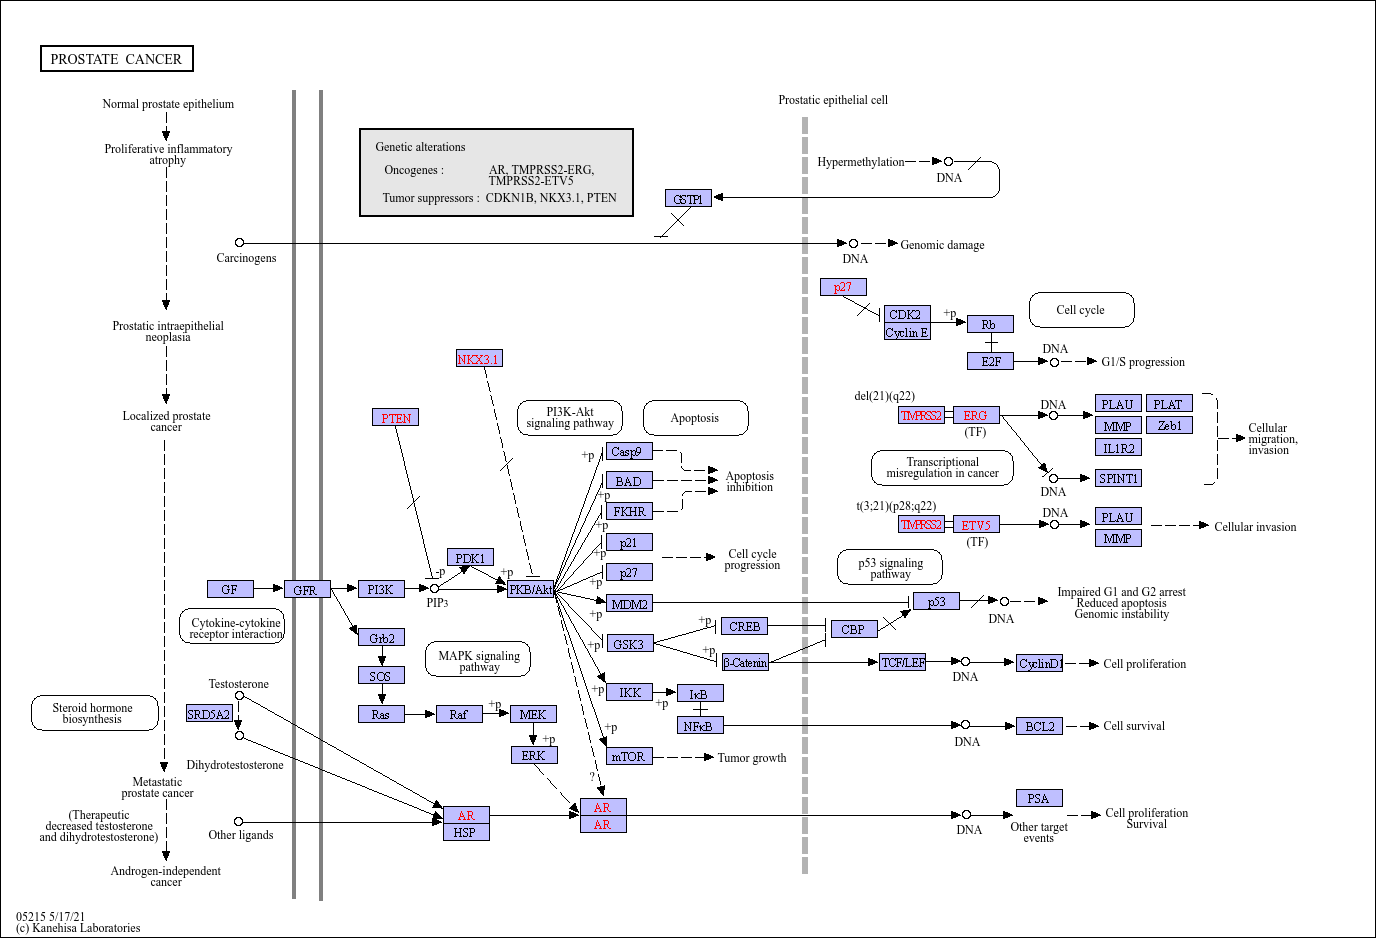 PROSTATE CANCER
Normal prostate epithelium
Proliferative inflammatory
atrophy
Prostatic intraepithelial
neoplasia
Localized prostate
cancer
Metastatic
prostate cancer
(Therapeutic
decreased testosterone
and dihydrotestosterone)
Androgen-independent
cancer
Genetic alterations
Oncogenes : AR, TMPRSS2-ERG,
TMPRSS2-ETV5
Tumor suppressors : CDKN1B, NKX3.1, PTEN
Prostatic epithelial cell
Hypermethylation
DNA
GSTP1
Carcinogens
DNA
Genomic damage
p27
CDK2
Cyclin E
+p
Rb
E2F
Cell cycle
DNA
G1/S progression
NKX3.1
PTEN
PI3K-Akt
signaling pathway
Apoptosis
del(21)(q22)
TMPRSS2
ERG
(TF)
DNA
PLAU
PLAT
MMP
Zeb1
IL1R2
SPINT1
DNA
Cellular
migration,
invasion
Transcriptional
misregulation in cancer
t(3;21)(p28;q22)
TMPRSS2
ETV5
(TF)
DNA
PLAU
MMP
Cellular invasion
+p
Casp9
BAD
+p
FKHR
+p
p21
+p
p27
+p
MDM2
+p
GSK3
+p
IKK
+p
mTOR
+p
Apoptosis
inhibition
Cell cycle
progression
GF
GFR
PI3K
PIP3
-p
PDK1
+p
PKB/Akt
Cytokine-cytokine
receptor interaction
Grb2
SOS
Ras
Raf
+p
MEK
+p
ERK
MAPK signaling
pathway
p53 signaling
pathway
p53
DNA
Impaired G1 and G2 arrest
Reduced apoptosis
Genomic instability
+p
CREB
CBP
+p
β-Catenin
TCF/LEF
DNA
CyclinD1
Cell proliferation
+p
IκB
NFκB
DNA
BCL2
Cell survival
Tumor growth
Steroid hormone
biosynthesis
Testosterone
SRD5A2
Dihydrotestosterone
Other ligands
AR
HSP
?
AR
AR
DNA
PSA
Other target
events
Cell proliferation
Survival
05215 5/17/21
(c) Kanehisa Laboratories